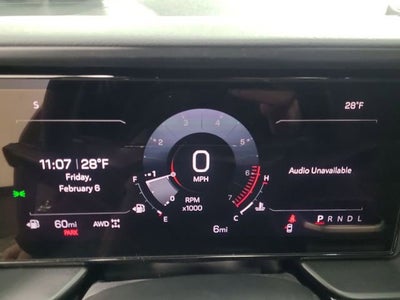 S
28°F
11:07 | 28°F
Friday,
February 6
1
2
3
4
5
6
7
0
MPH
RPM
x1000
F
E
H
C
Audio Unavailable
60mi
PARK
AWD
6mi
P R N D L